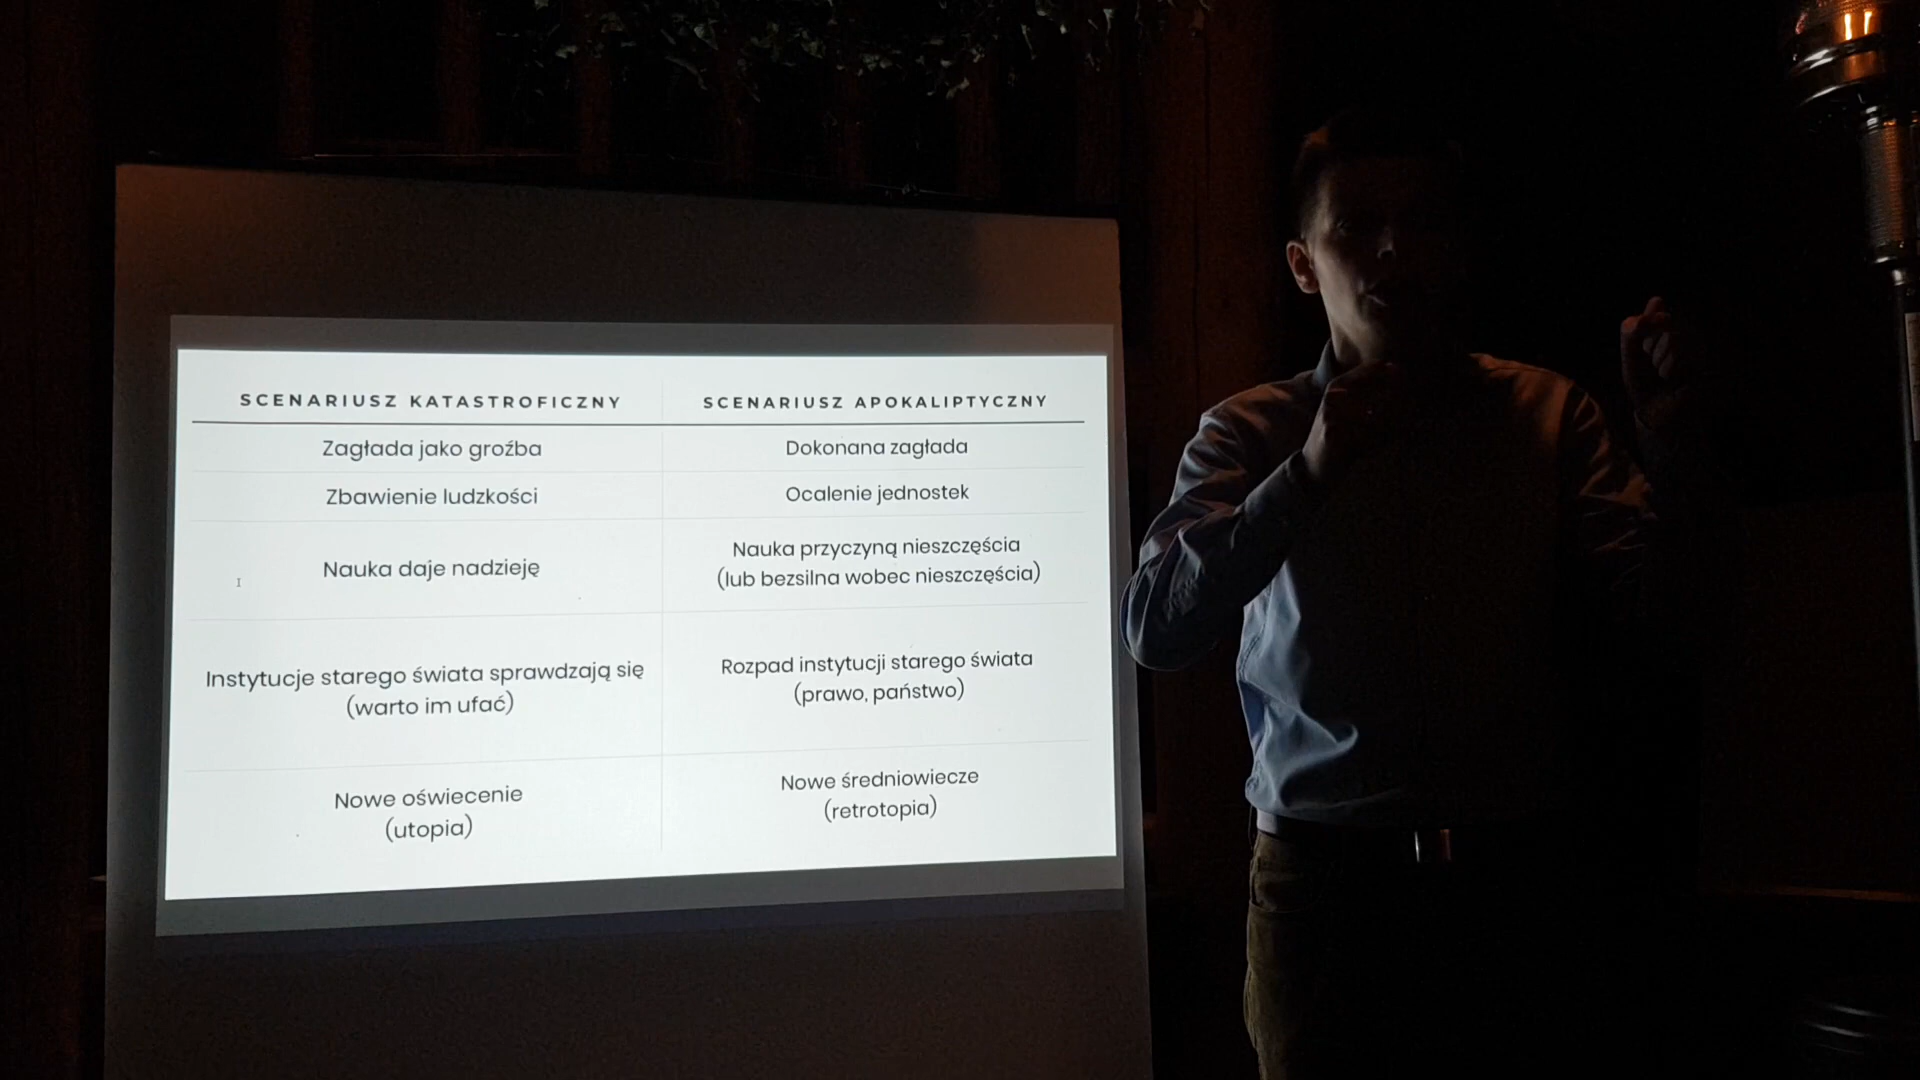 SCENARIUSZ KATASTROFICZNY
SCENARIUSZ APOKALIPTYCZNY
Zagłada jako groźba
Dokonana zagłada
Zbawienie ludzkości
Ocalenie jednostek
Nauka daje nadzieję
Nauka przyczyną nieszczęścia
(lub bezsilna wobec nieszczęścia)
Instytucje starego świata sprawdzają się
(warto im ufać)
Rozpad instytucji starego świata
(prawo, państwo)
Nowe oświecenie
(utopia)
Nowe średniowiecze
(retrotopia)